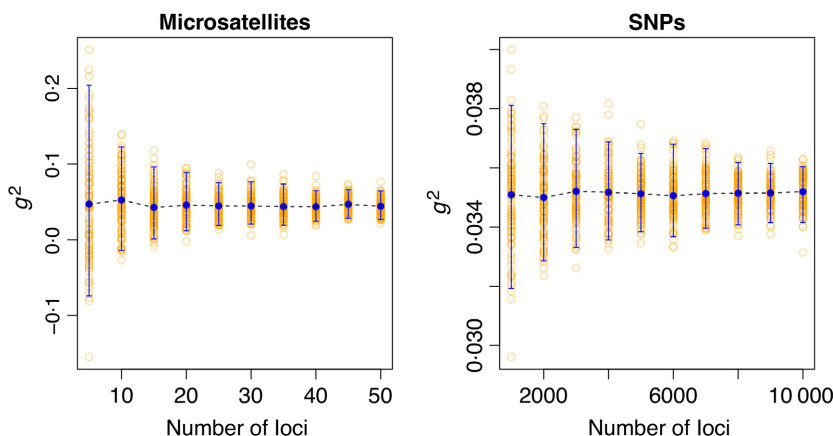 Microsatellites
SNPs
g²
0·2
0·1
0·0
−0·1
10
20
30
40
50
Number of loci
g²
0·038
0·034
0·030
2000
6000
10 000
Number of loci